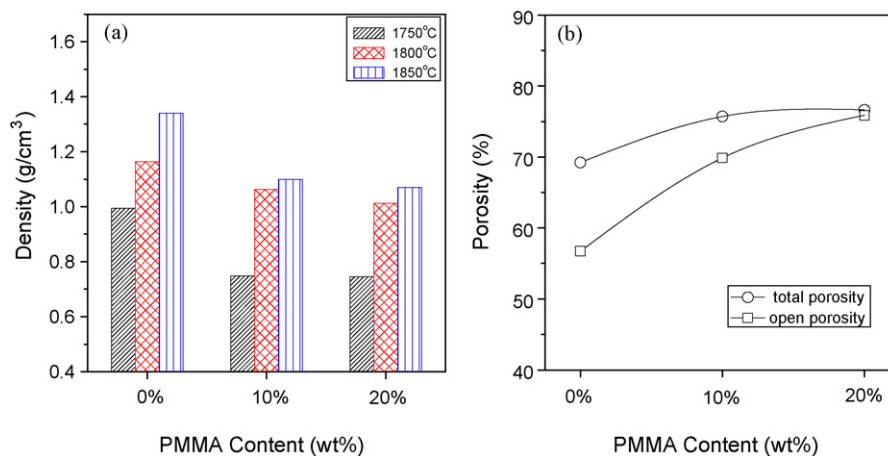 (a)
1750°C
1800°C
1850°C
1.6
1.4
1.2
1.0
0.8
0.6
0.4
Density (g/cm³)
0%
10%
20%
PMMA Content (wt%)
(b)
90
80
70
60
50
40
Porosity (%)
total porosity
open porosity
0%
10%
20%
PMMA Content (wt%)